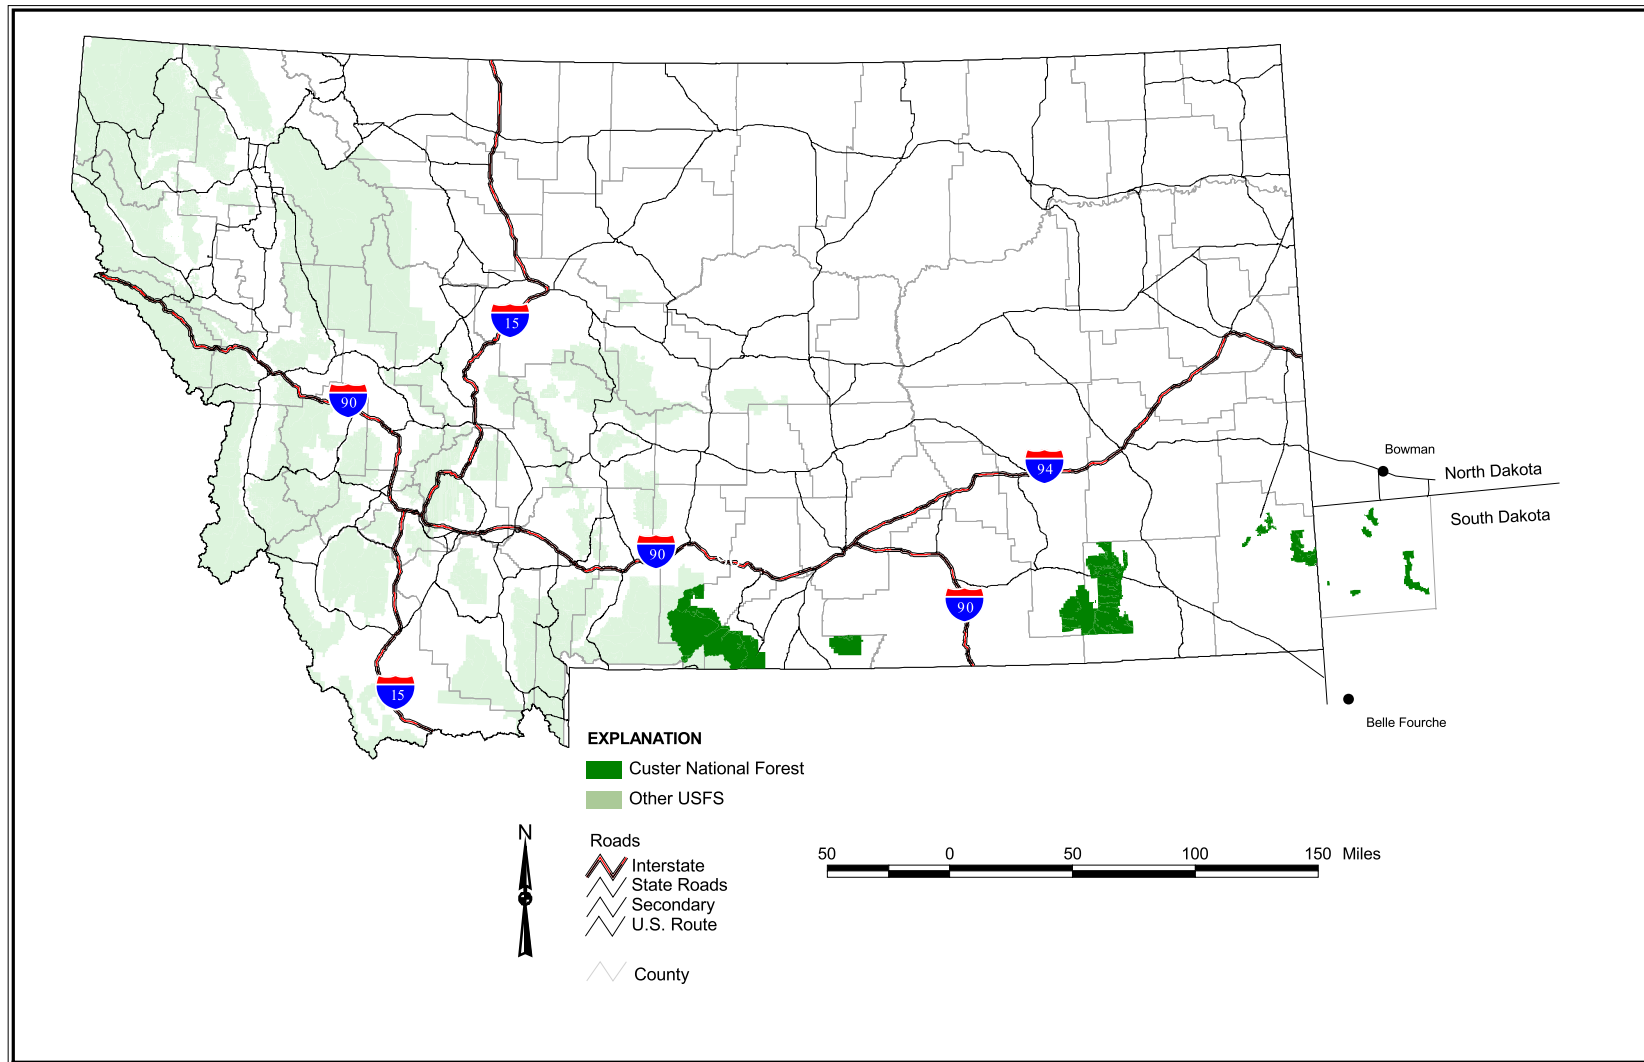 15
90
Bowman
94
North Dakota
South Dakota
90
90
15
Belle Fourche
EXPLANATION
Custer National Forest
Other USFS
N
Roads
Interstate
State Roads
Secondary
U.S. Route
County
50 0 50 100 150 Miles